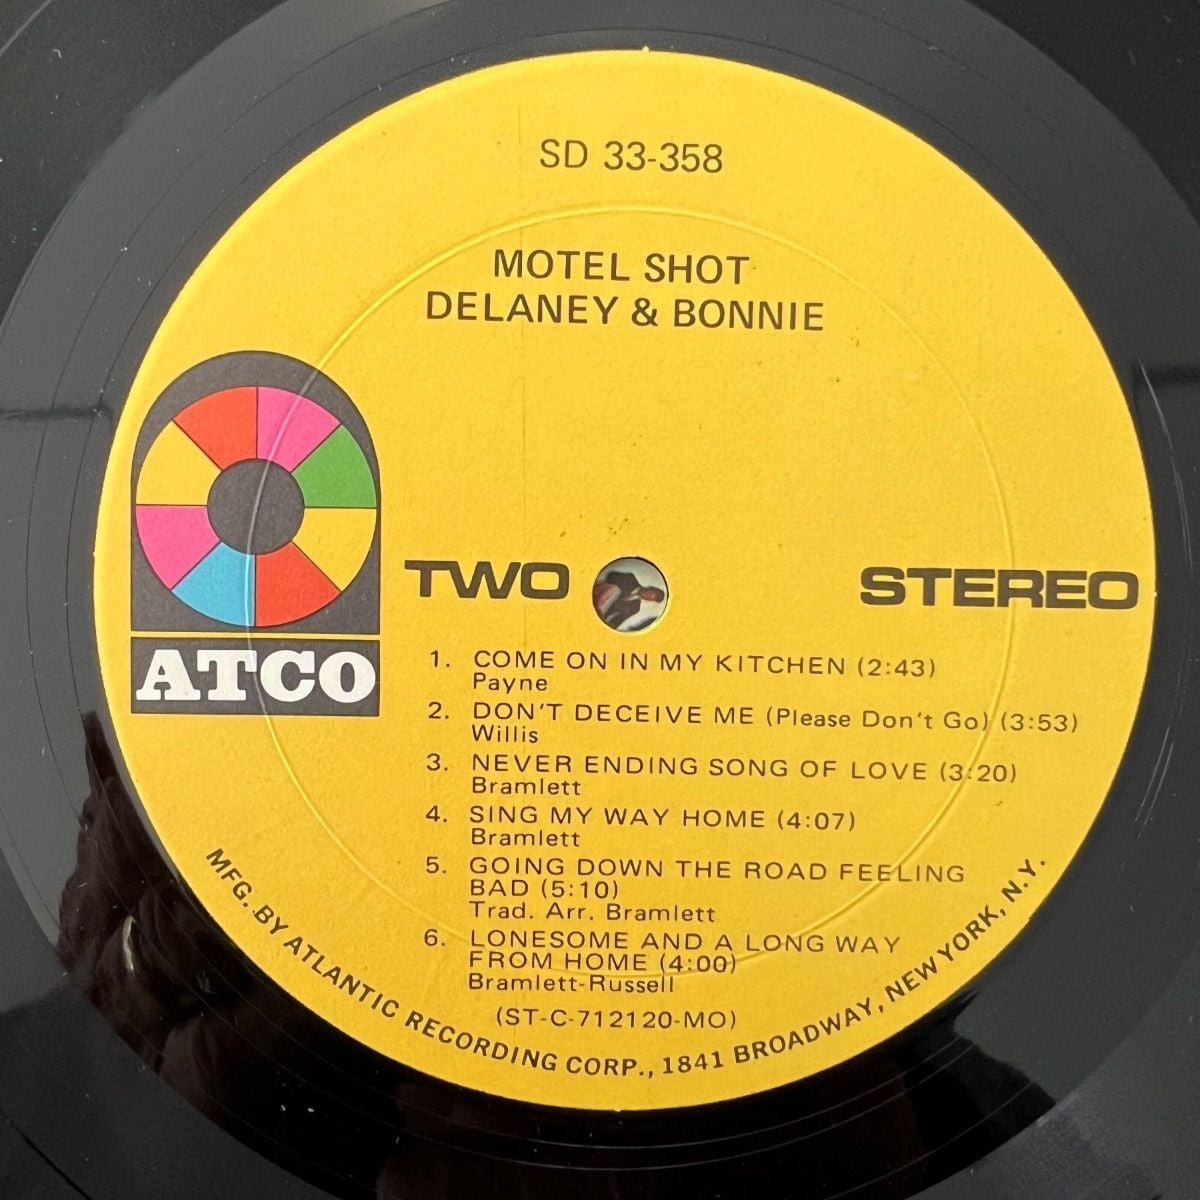 SD 33-358
MOTEL SHOT
DELANEY & BONNIE
TWO
STEREO
ATCO
1. COME ON IN MY KITCHEN (2:43)
Payne
2. DON'T DECEIVE ME (Please Don't Go) (3:53)
Willis
3. NEVER ENDING SONG OF LOVE (3:20)
Bramlett
4. SING MY WAY HOME (4:07)
Bramlett
5. GOING DOWN THE ROAD FEELING
BAD (5:10)
Trad. Arr. Bramlett
6. LONESOME AND A LONG WAY
FROM HOME (4:00)
Bramlett-Russell
(ST-C-712120-MO)
MFG. BY ATLANTIC RECORDING CORP., 1841 BROADWAY, NEW YORK, N.Y.